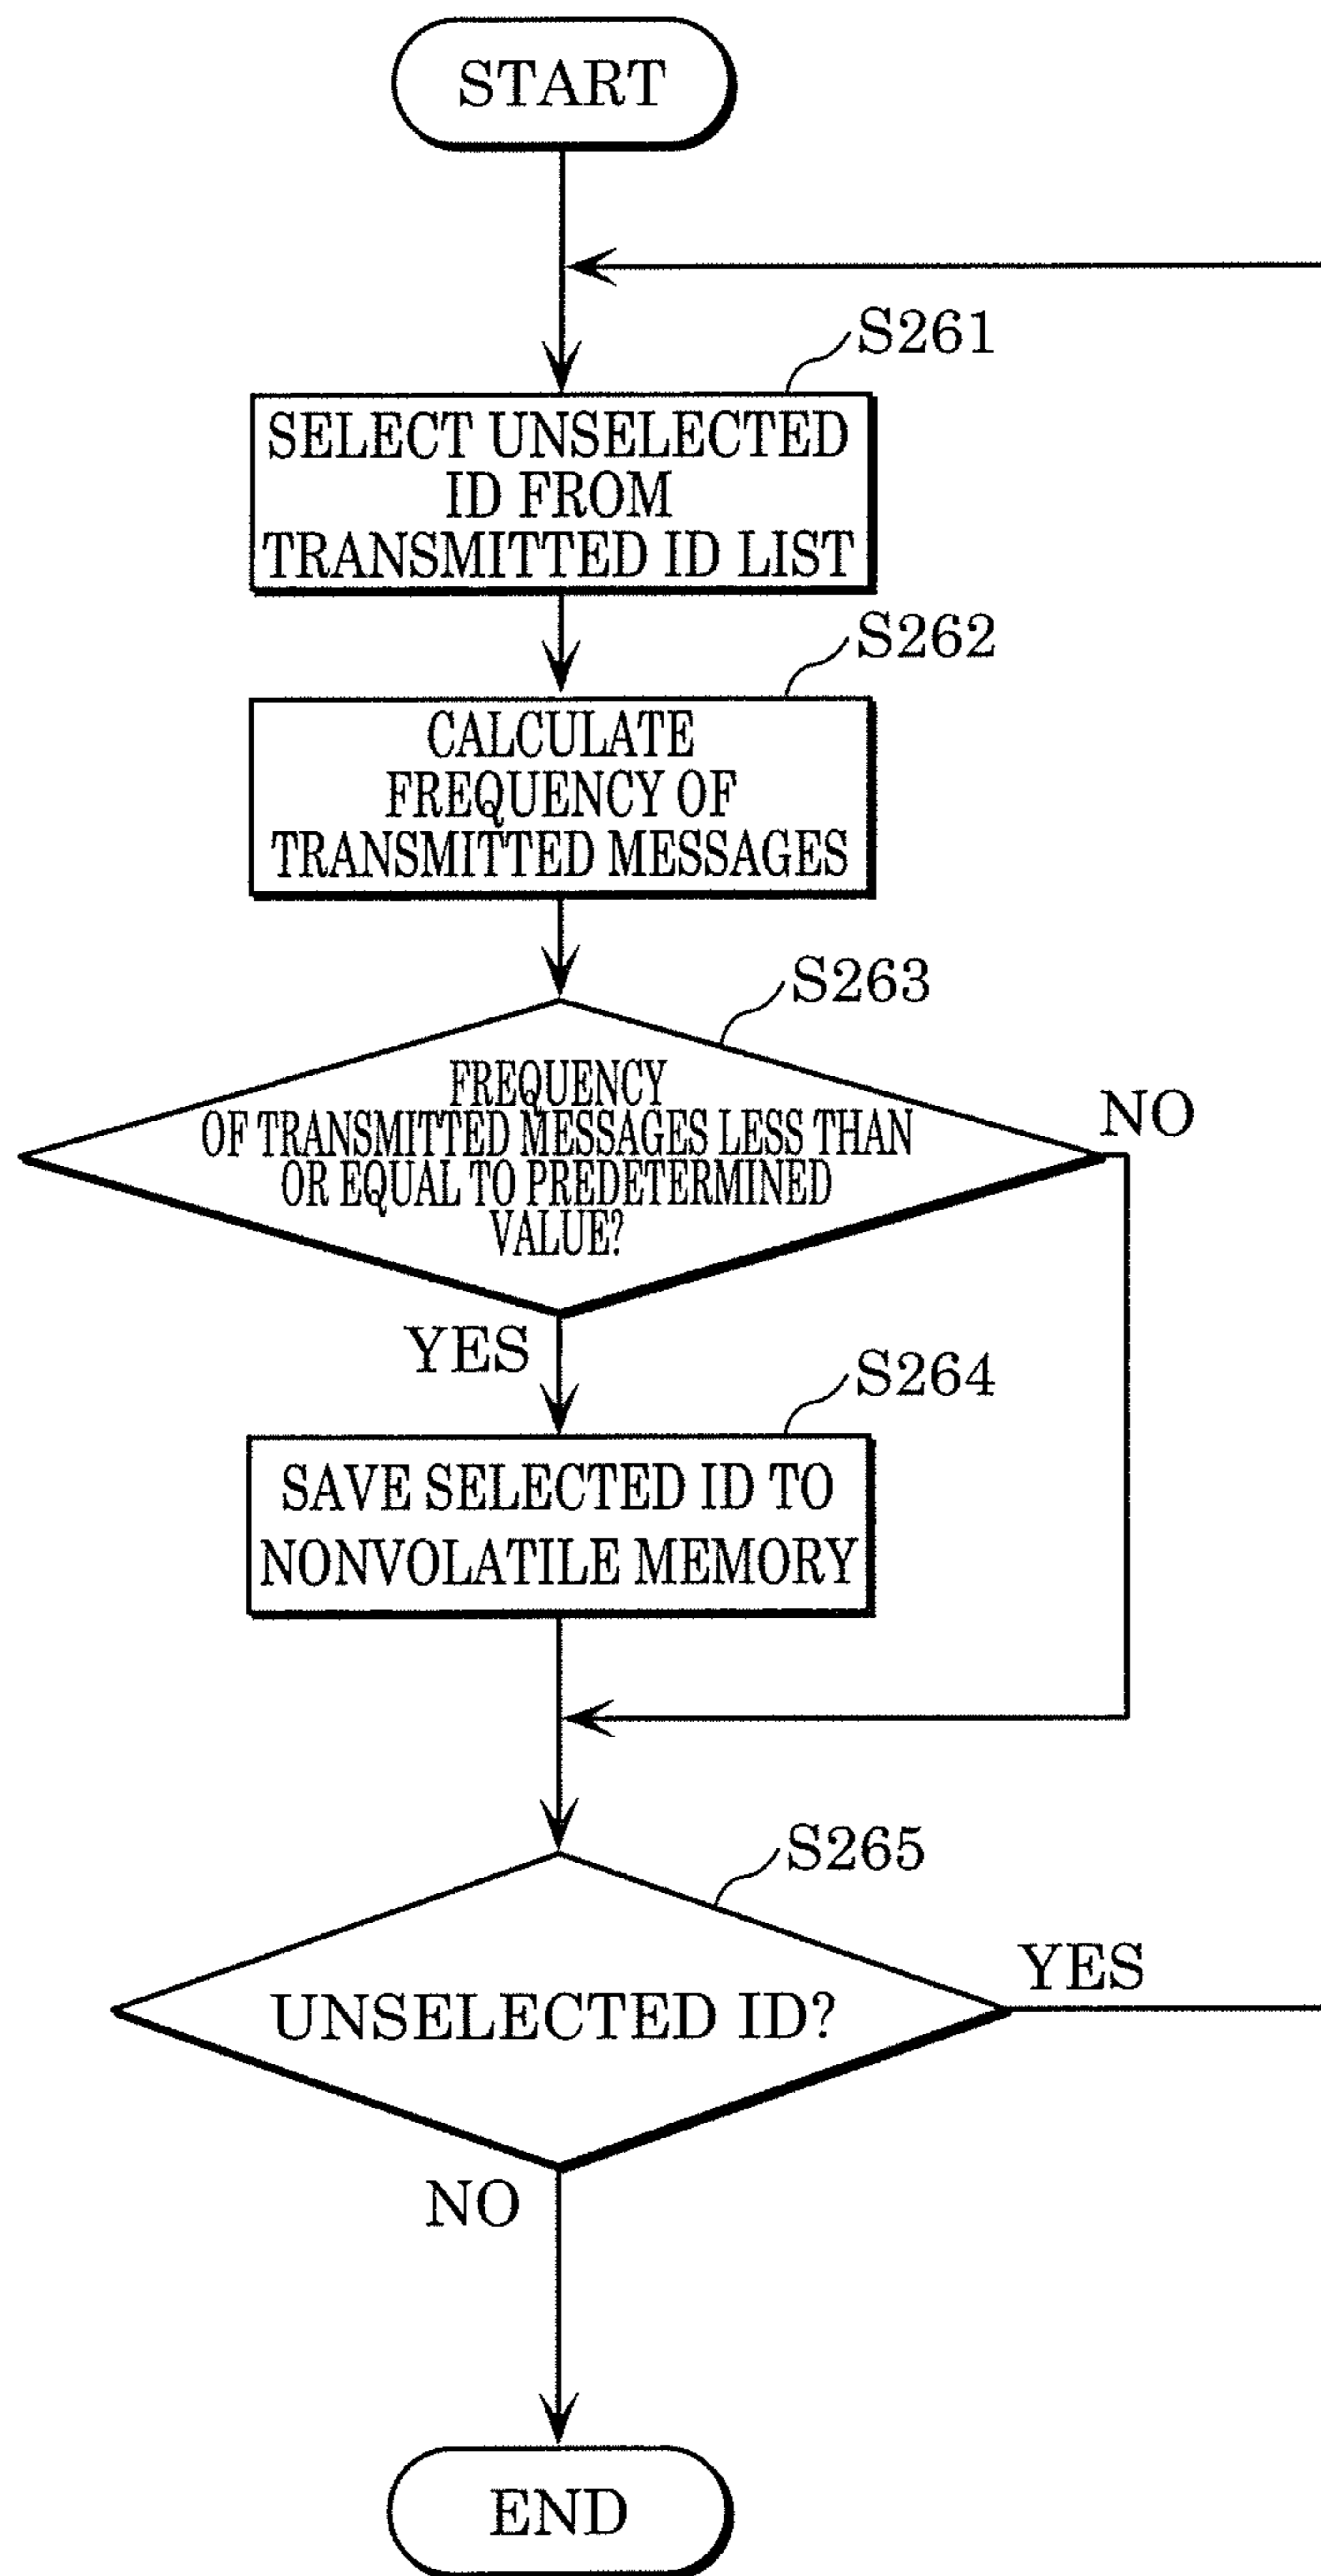 START
S261
SELECT UNSELECTED
ID FROM
TRANSMITTED ID LIST
S262
CALCULATE
FREQUENCY OF
TRANSMITTED MESSAGES
S263
FREQUENCY
OF TRANSMITTED MESSAGES LESS THAN
OR EQUAL TO PREDETERMINED
VALUE?
NO
YES
S264
SAVE SELECTED ID TO
NONVOLATILE MEMORY
S265
UNSELECTED ID?
YES
NO
END